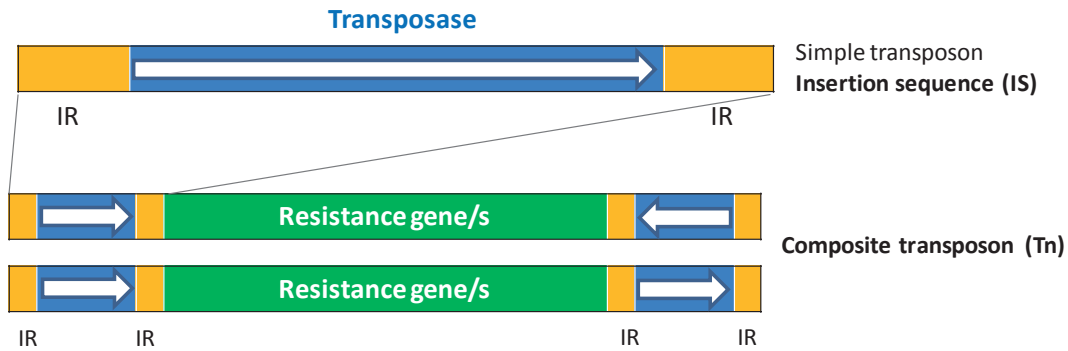 Transposase
Simple transposon
Insertion sequence (IS)
IR IR
Resistance gene/s
Composite transposon (Tn)
Resistance gene/s
IR IR IR IR